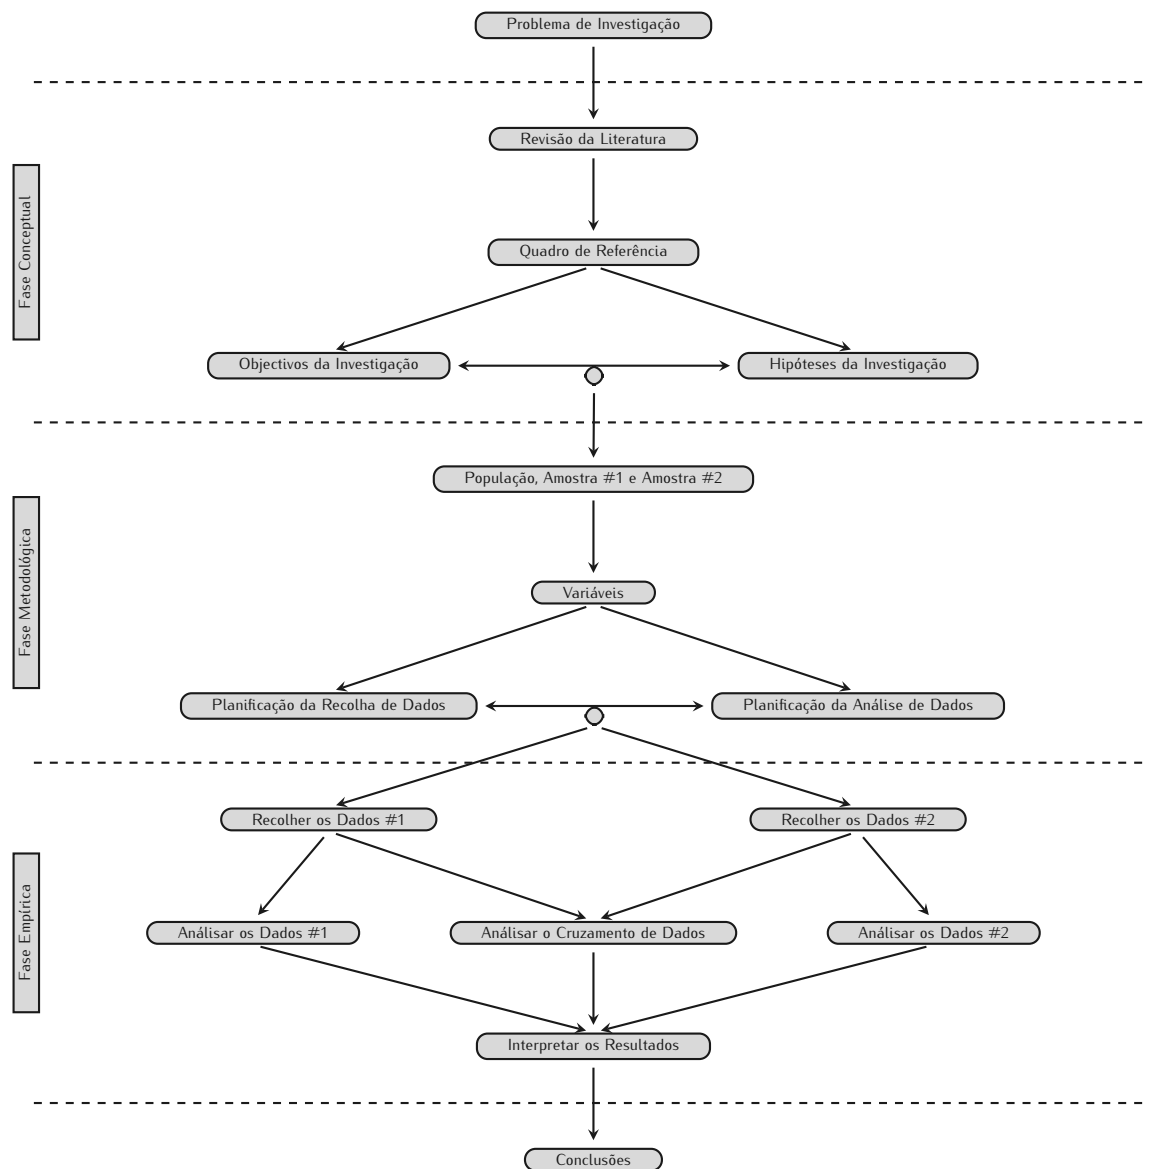 Problema de Investigação
Revisão da Literatura
Fase Conceptual
Quadro de Referência
Objectivos da Investigação
Hipóteses da Investigação
População, Amostra #1 e Amostra #2
Fase Metodológica
Variáveis
Planificação da Recolha de Dados
Planificação da Análise de Dados
Recolher os Dados #1
Recolher os Dados #2
Fase Empírica
Análisar os Dados #1
Análisar o Cruzamento de Dados
Análisar os Dados #2
Interpretar os Resultados
Conclusões